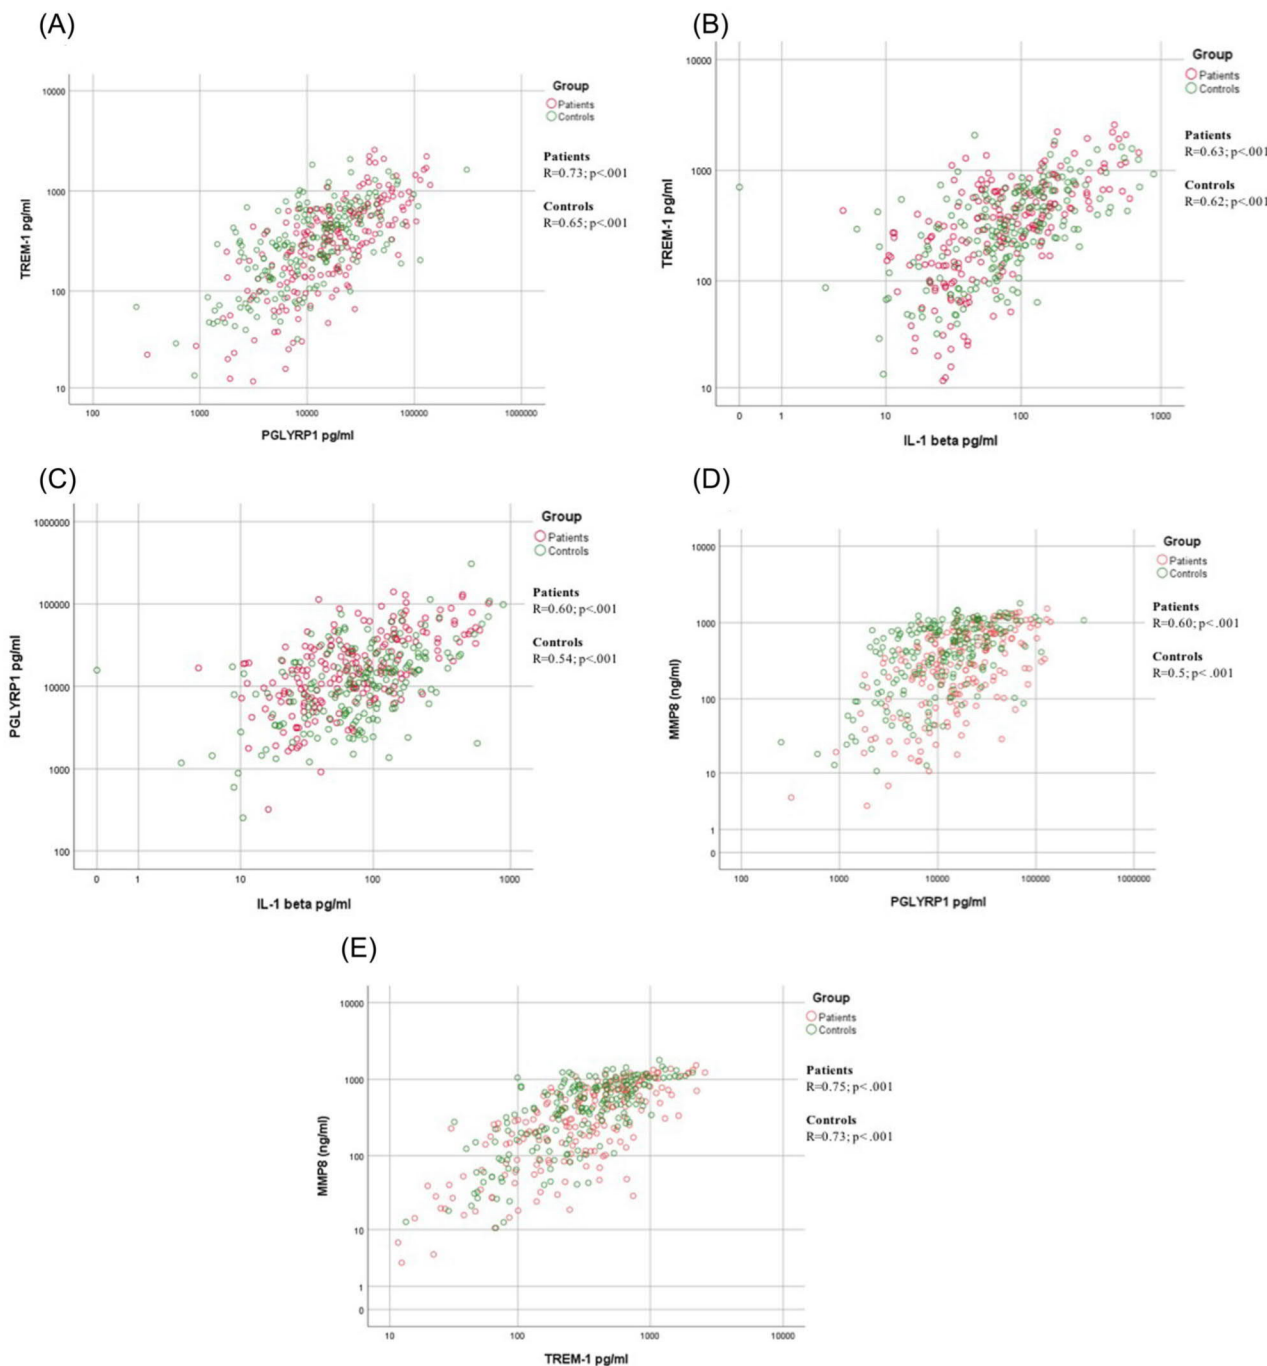 (A)
10000
1000
100
10
TREM-1 pg/ml
100 1000 10000 100000 1000000
PGLYRP1 pg/ml
Group
Patients
Controls
Patients
R=0.73; p<.001
Controls
R=0.65; p<.001
(B)
10000
1000
100
10
TREM-1 pg/ml
0 1 10 100 1000
IL-1 beta pg/ml
Group
Patients
Controls
Patients
R=0.63; p<.001
Controls
R=0.62; p<.001
(C)
1000000
100000
10000
1000
100
PGLYRP1 pg/ml
0 1 10 100 1000
IL-1 beta pg/ml
Group
Patients
Controls
Patients
R=0.60; p<.001
Controls
R=0.54; p<.001
(D)
10000
1000
100
10
1
0
MMP8 (ng/ml)
100 1000 10000 100000 1000000
PGLYRP1 pg/ml
Group
Patients
Controls
Patients
R=0.60; p< .001
Controls
R=0.5; p< .001
(E)
10000
1000
100
10
1
0
MMP8 (ng/ml)
10 100 1000 10000
TREM-1 pg/ml
Group
Patients
Controls
Patients
R=0.75; p< .001
Controls
R=0.73; p< .001